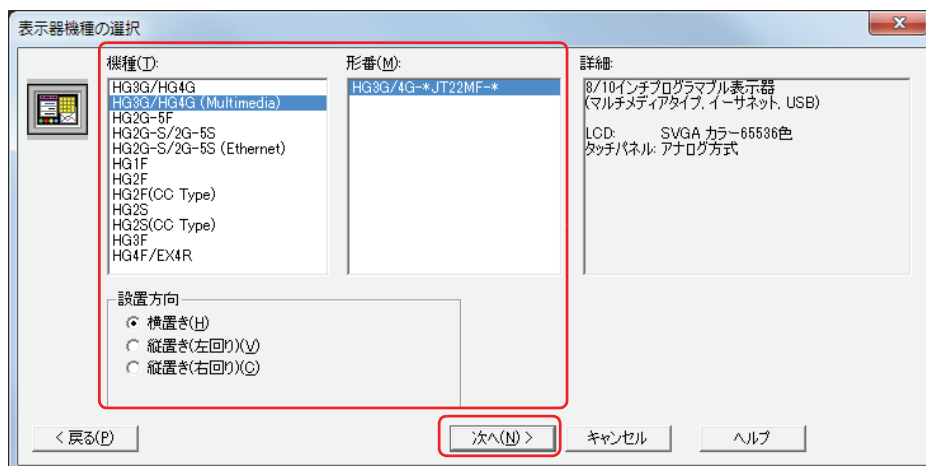 表示器機種の選択
機種(T):
HG3G/HG4G
HG3G/HG4G (Multimedia)
HG2G-5F
HG2G-S/2G-5S
HG2G-S/2G-5S (Ethernet)
HG1F
HG2F
HG2F(CC Type)
HG2S
HG2S(CC Type)
HG3F
HG4F/EX4R
形番(M):
HG3G/4G-*JT22MF-*
詳細:
8/10インチプログラマブル表示器
(マルチメディアタイプ, イーサネット, USB)
LCD: SVGA カラー65536色
タッチパネル: アナログ方式
設置方向
横置き(H)
縦置き(左回り)(V)
縦置き(右回り)(C)
< 戻る(P)
次へ(N) >
キャンセル
ヘルプ